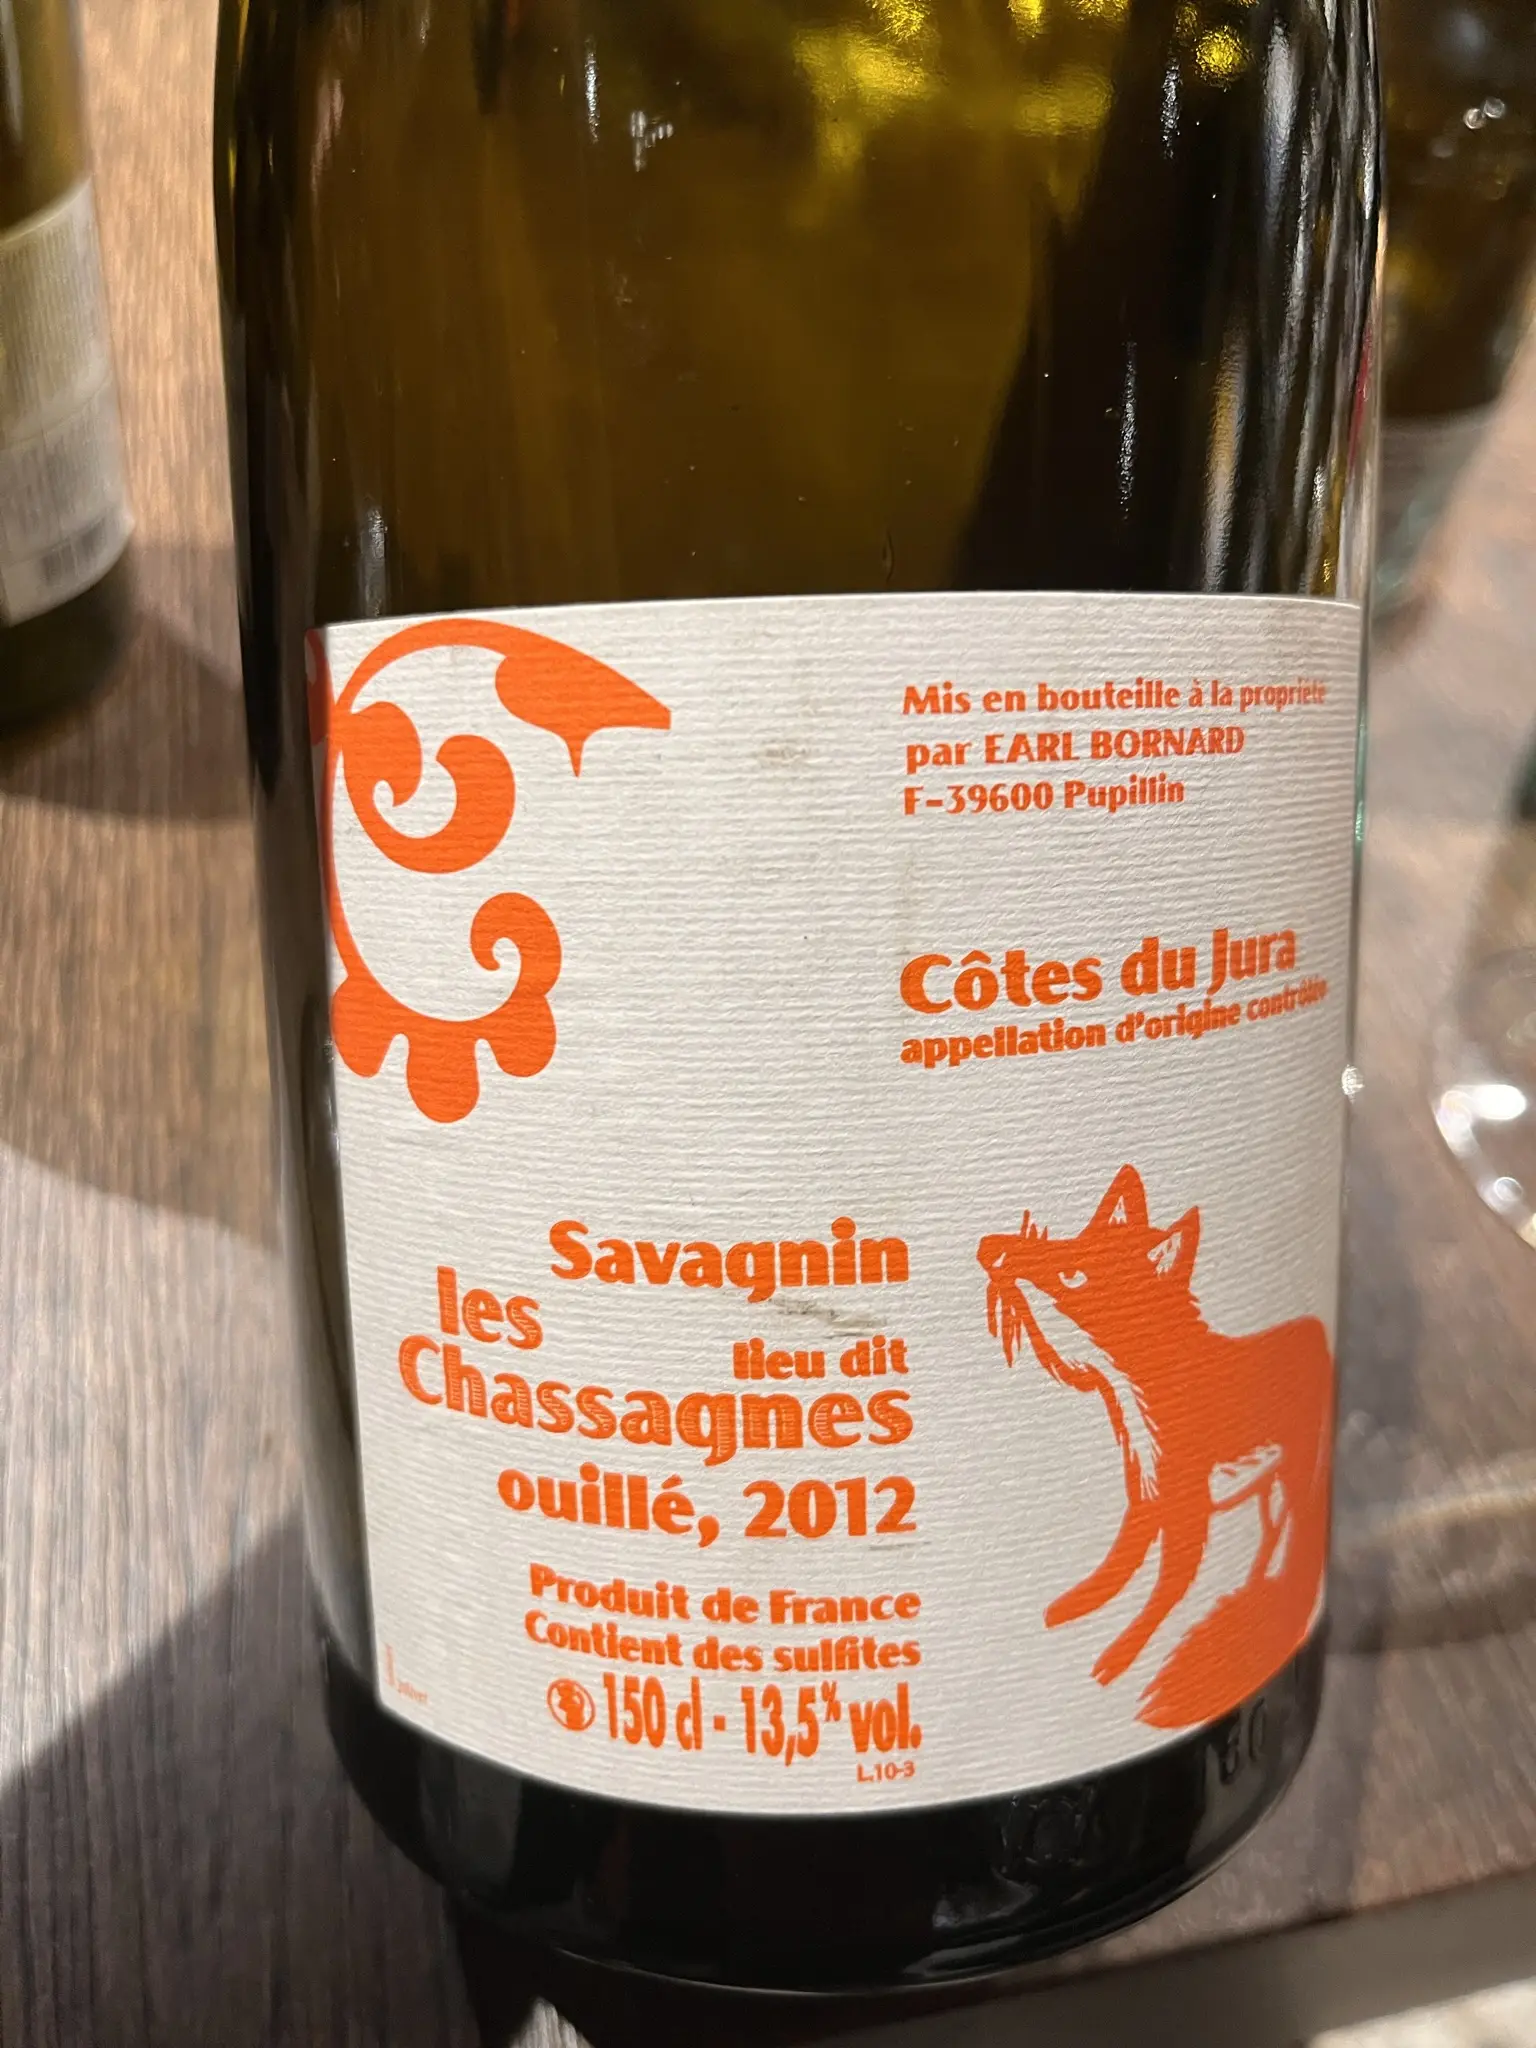 Mis en bouteille à la propriété
par EARL BORNARD
F-39600 Pupillin
Côtes du Jura
appellation d'origine contrôlée
Savagnin
les
lieu dit
Chassagnes
ouillé, 2012
Produit de France
Contient des sulfites
150 cl - 13,5% vol.
L.10-3